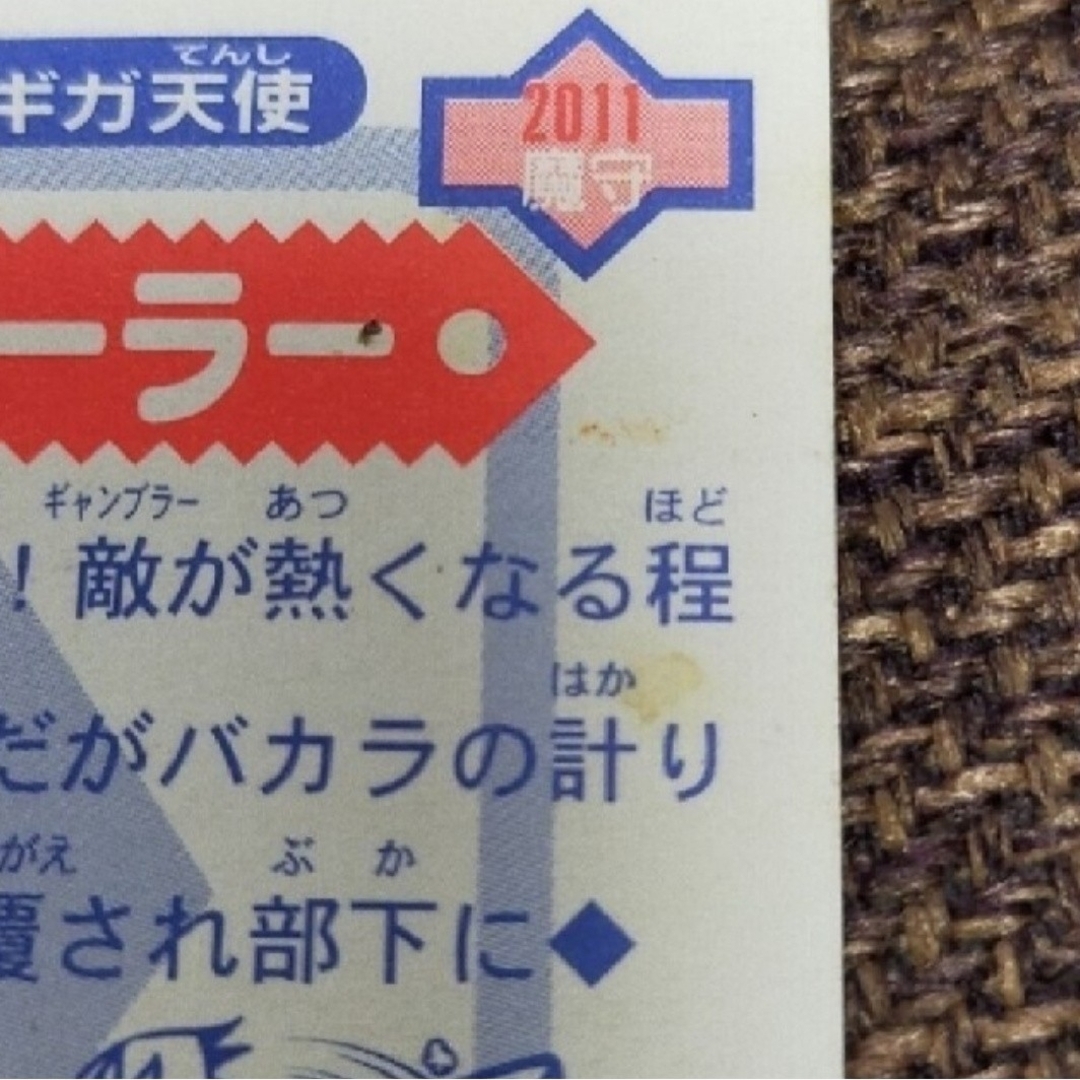 てんし
ギガ天使
2011
魔守
ーラー
ギャンブラー あつ ほど
！敵が熱くなる程
はか
だがバカラの計り
がえ ぶか
覆され部下に◆